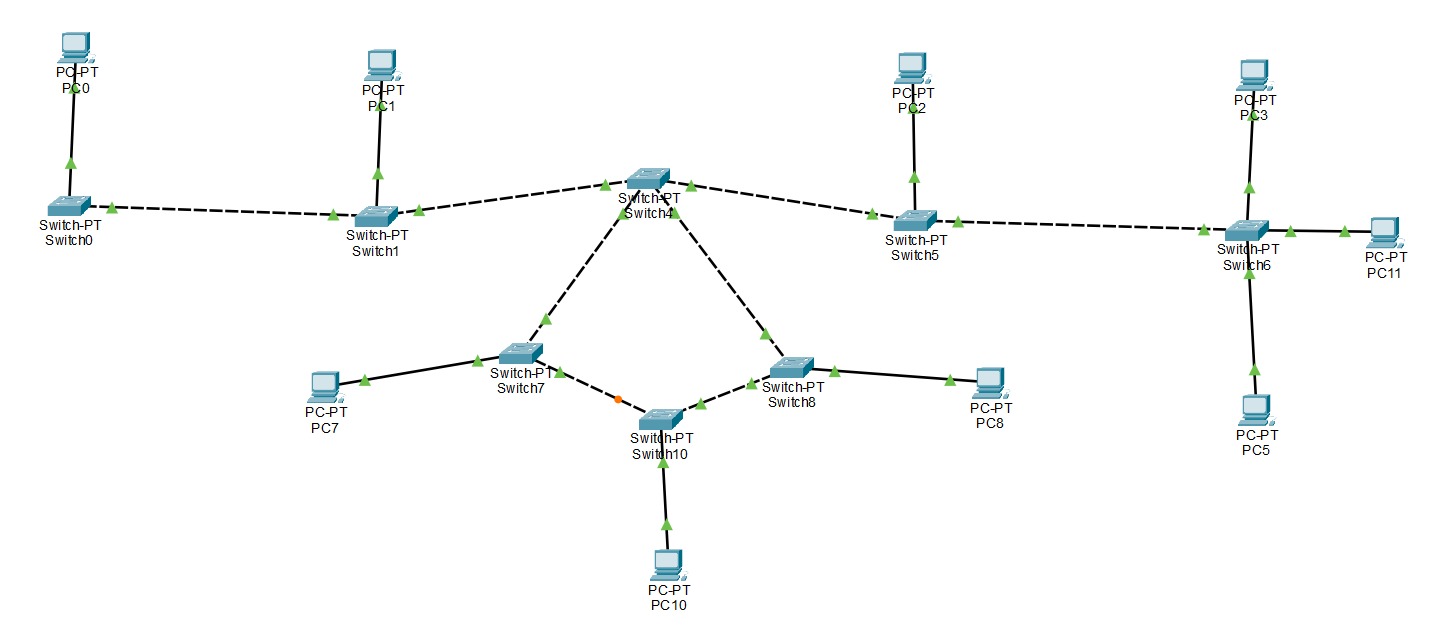 PC-PT
PC0
PC-PT
PC1
PC-PT
PC2
PC-PT
PC3
Switch-PT
Switch0
Switch-PT
Switch1
Switch-PT
Switch4
Switch-PT
Switch5
Switch-PT
Switch6
PC-PT
PC11
Switch-PT
Switch7
Switch-PT
Switch8
PC-PT
PC7
PC-PT
PC8
Switch-PT
Switch10
PC-PT
PC5
PC-PT
PC10